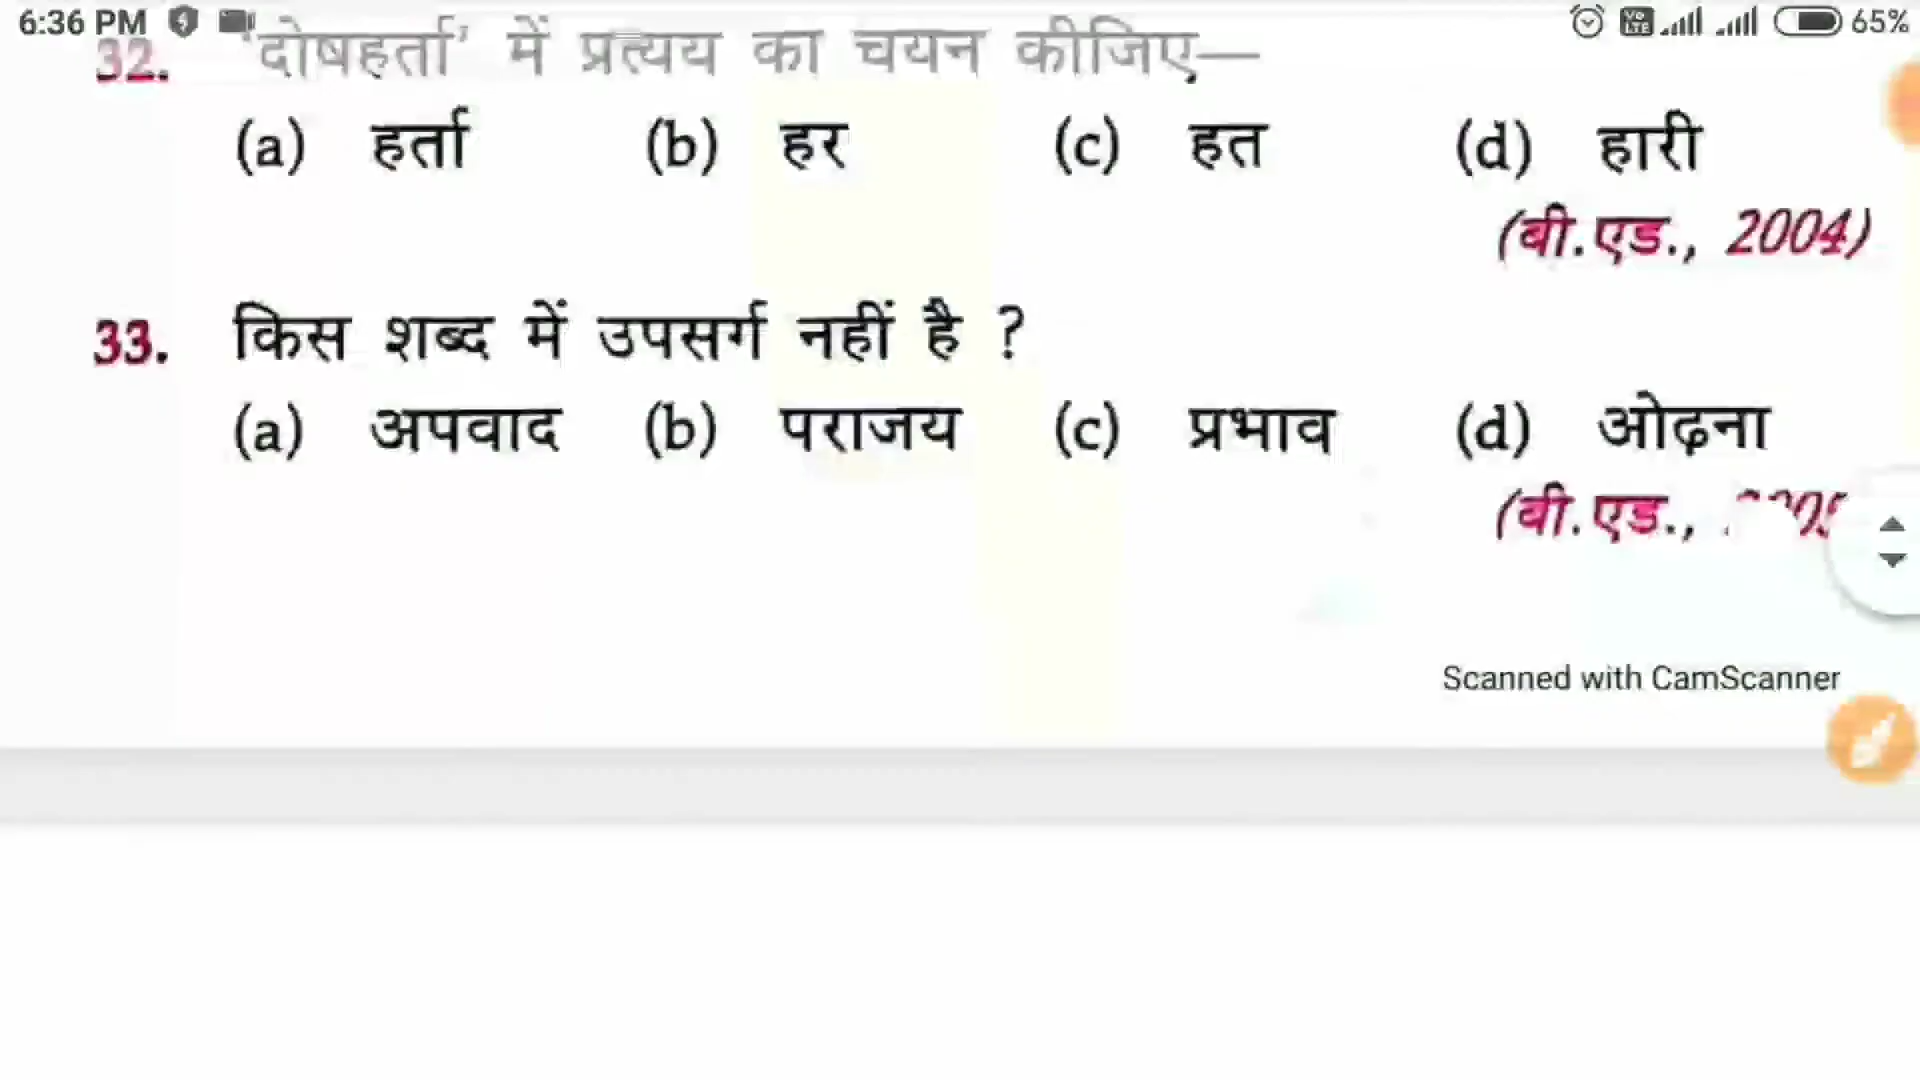 6:36 PM 65%
32. 'दोषहर्ता' में प्रत्यय का चयन कीजिए—
(a) हर्ता (b) हर (c) हत (d) हारी
(बी.एड., 2004)
33. किस शब्द में उपसर्ग नहीं है ?
(a) अपवाद (b) पराजय (c) प्रभाव (d) ओढ़ना
(बी.एड.,
Scanned with CamScanner